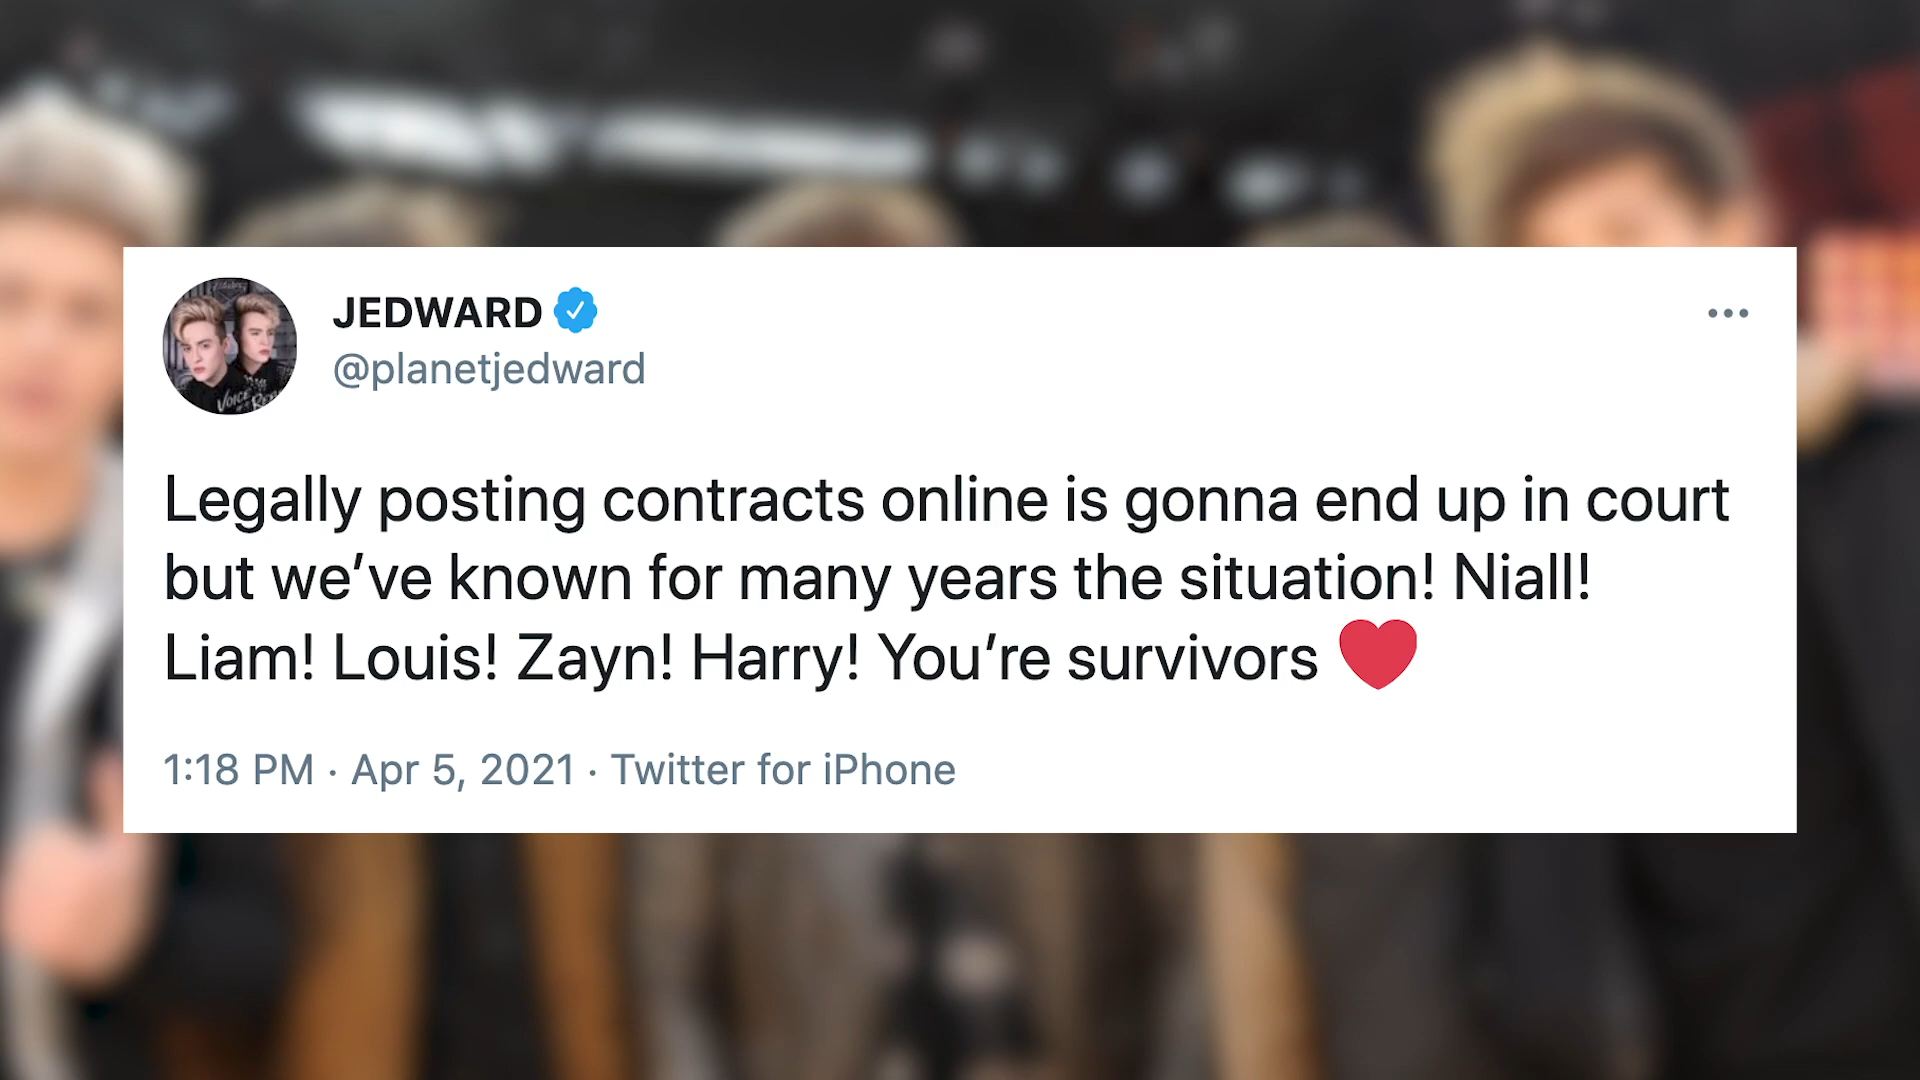 JEDWARD
@planetjedward
Legally posting contracts online is gonna end up in court
but we’ve known for many years the situation! Niall!
Liam! Louis! Zayn! Harry! You’re survivors ❤️
1:18 PM · Apr 5, 2021 · Twitter for iPhone